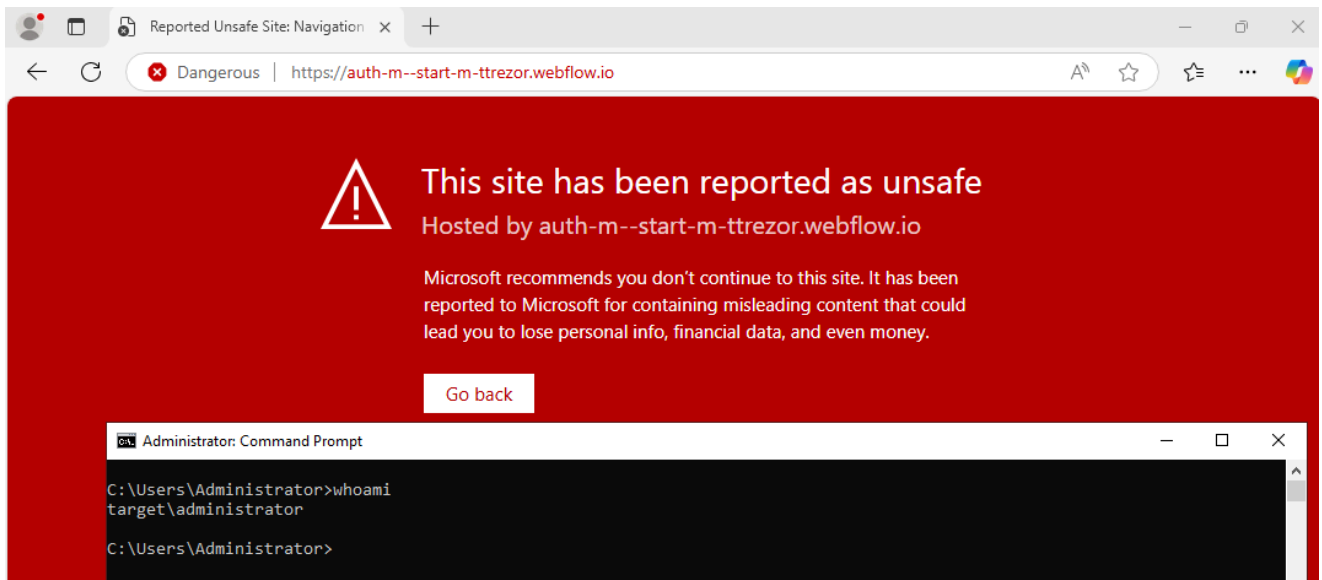 Reported Unsafe Site: Navigation
Dangerous | https://auth-m--start-m-ttrezor.webflow.io
This site has been reported as unsafe
Hosted by auth-m--start-m-ttrezor.webflow.io
Microsoft recommends you don't continue to this site. It has been
reported to Microsoft for containing misleading content that could
lead you to lose personal info, financial data, and even money.
Go back
Administrator: Command Prompt
C:\Users\Administrator>whoami
target\administrator
C:\Users\Administrator>